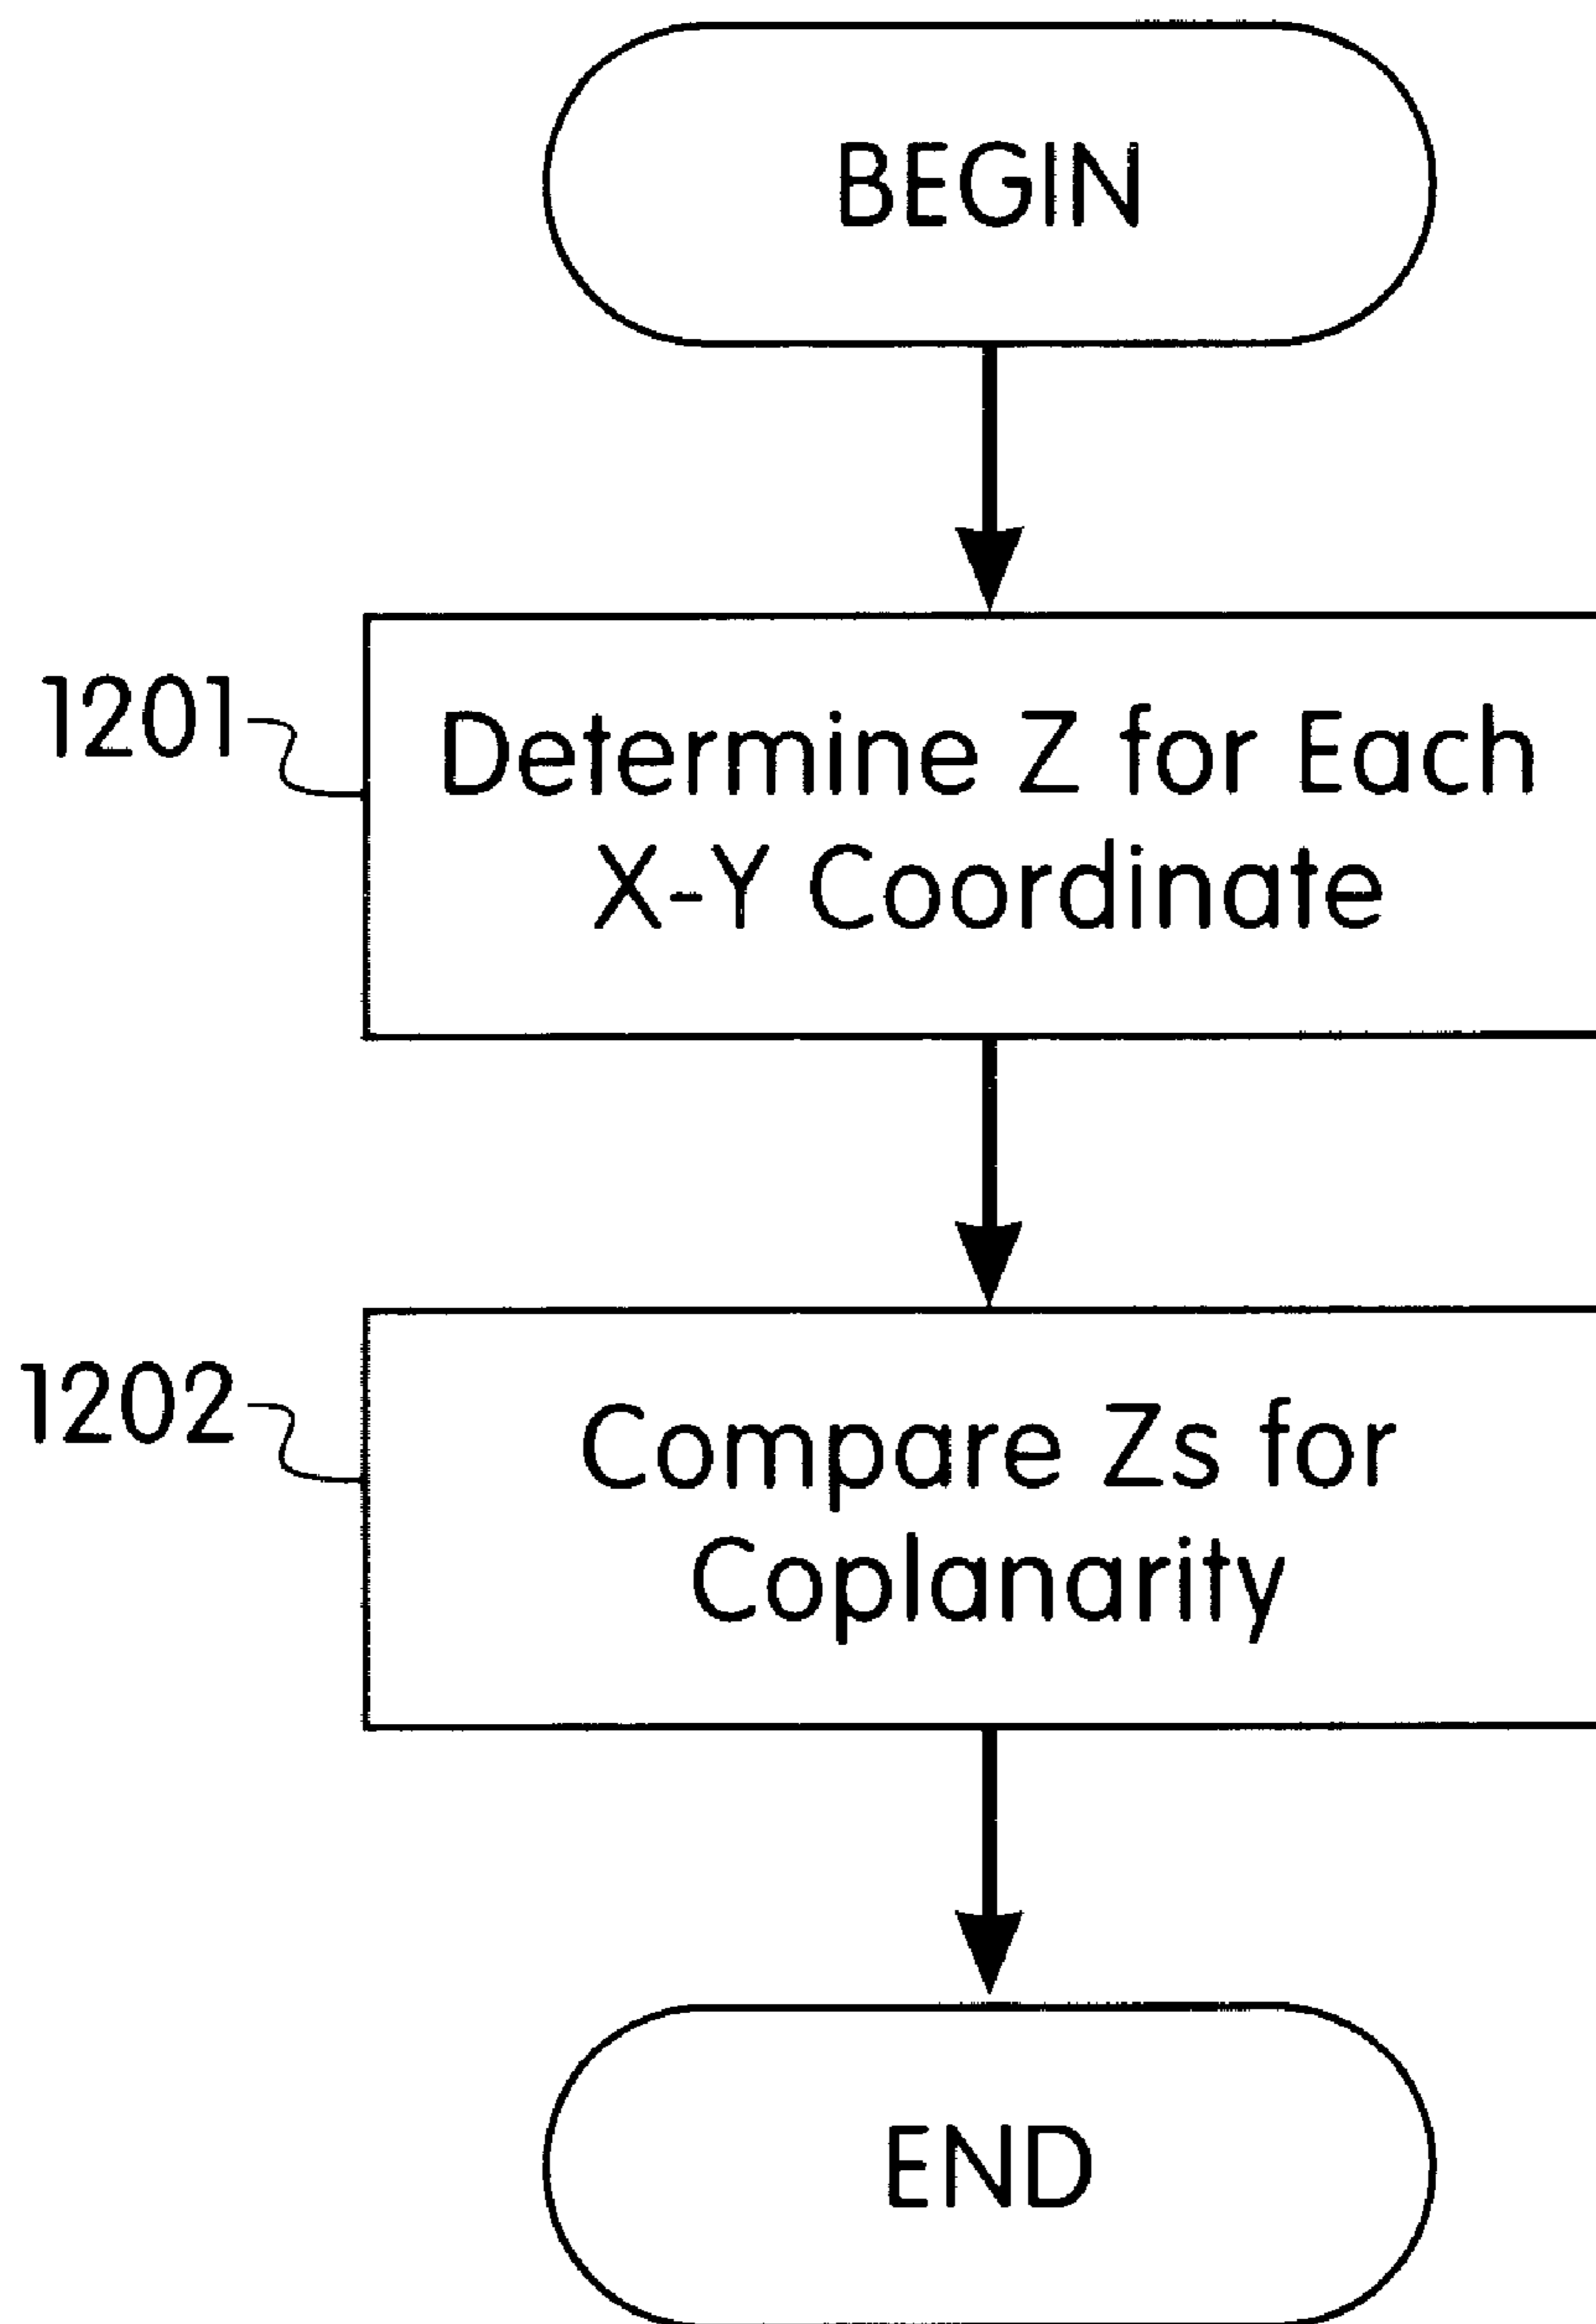 BEGIN
1201
Determine Z for Each
X-Y Coordinate
1202
Compare Zs for
Coplanarity
END